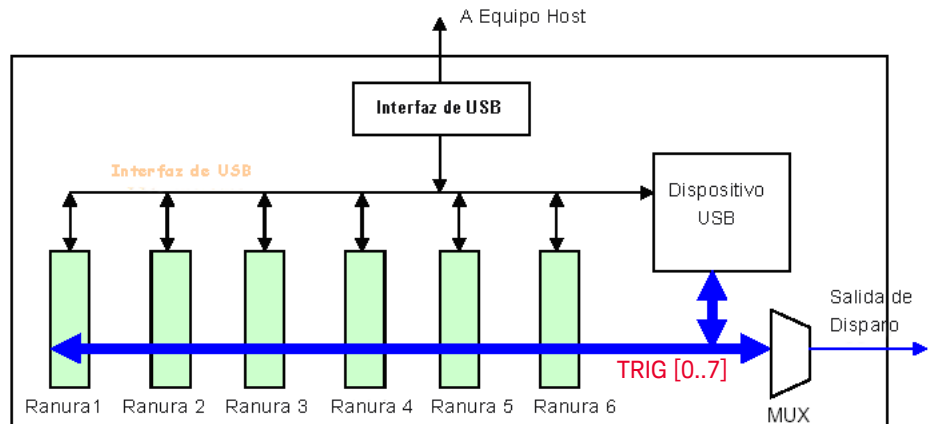 A Equipo Host
Interfaz de USB
Interfaz de USB
Dispositivo
USB
Salida de
Disparo
TRIG [0..7]
Ranura1
Ranura 2
Ranura 3
Ranura 4
Ranura 5
Ranura 6
MUX